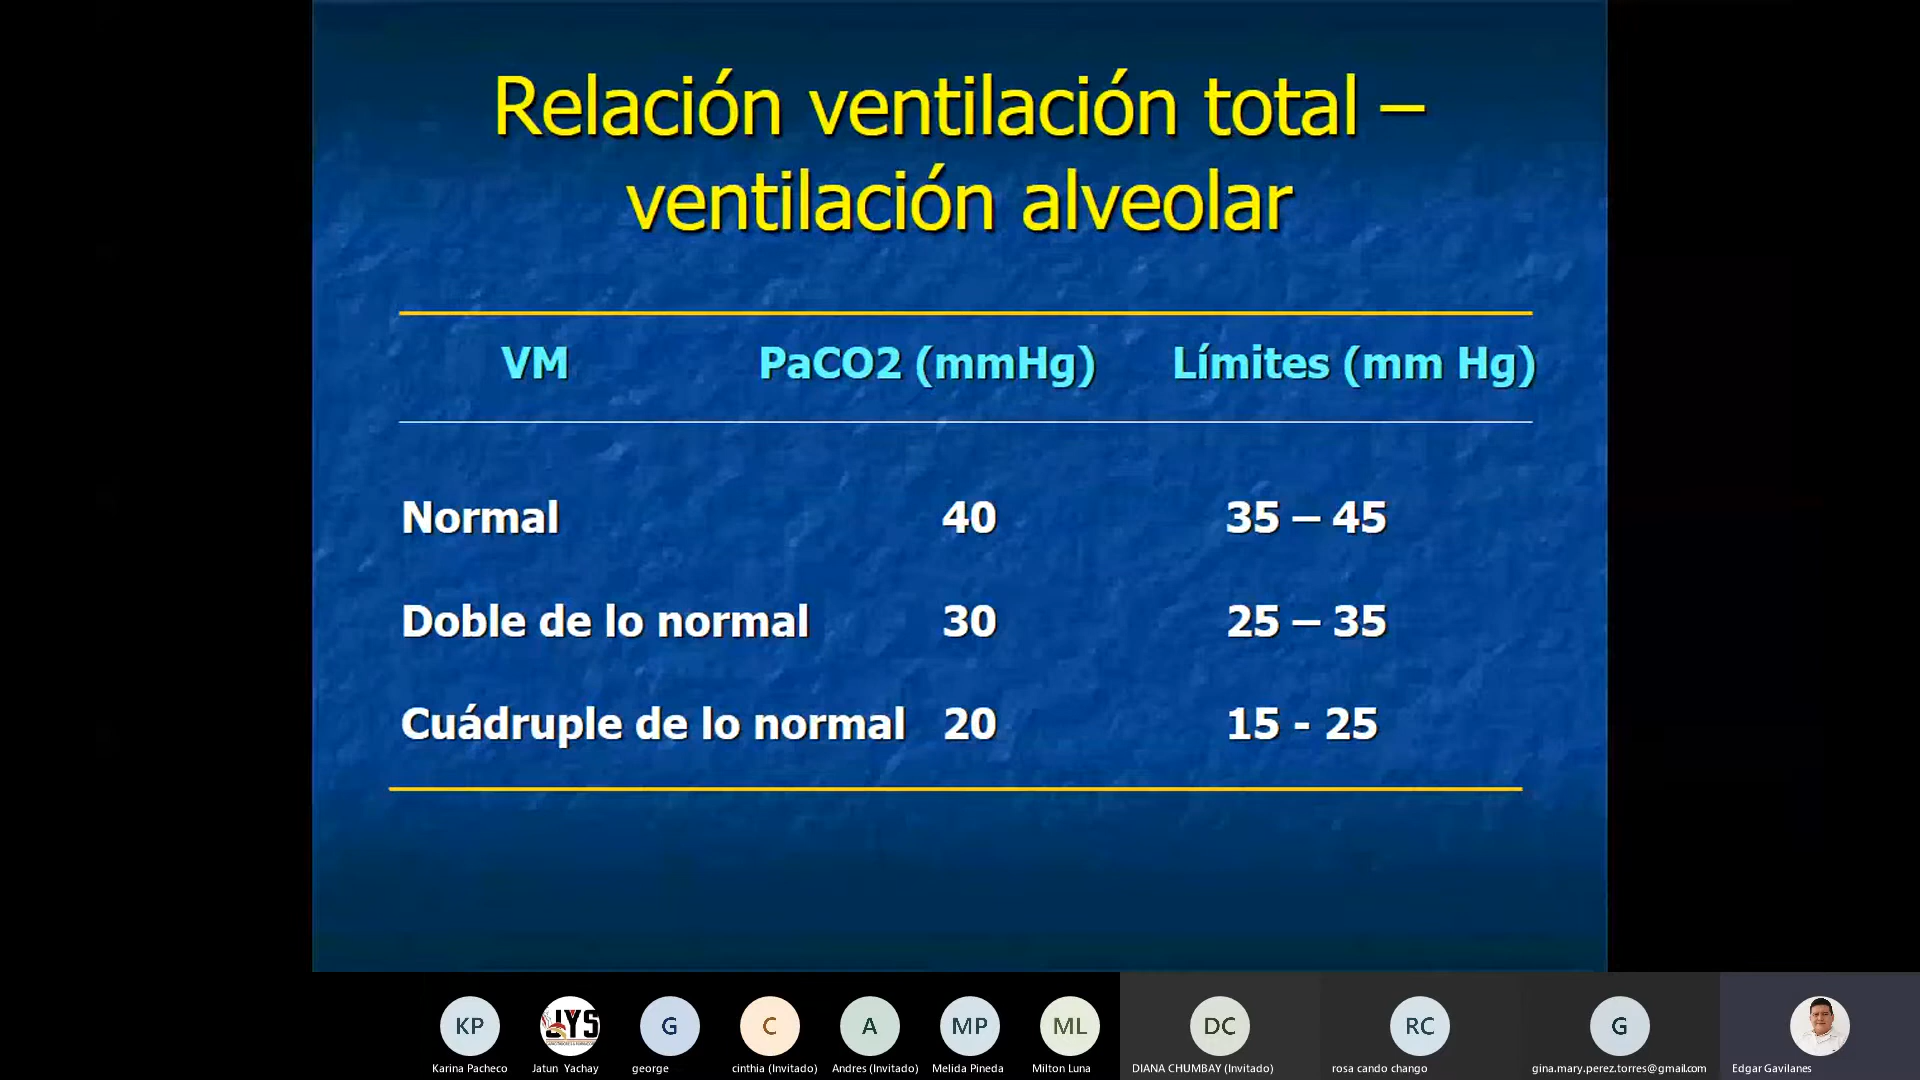 Relación ventilación total –
ventilación alveolar
VM PaCO2 (mmHg) Límites (mm Hg)
Normal 40 35 – 45
Doble de lo normal 30 25 – 35
Cuádruple de lo normal 20 15 - 25
KP JYS G C A MP ML DC RC G
Karina Pacheco Jatun Yachay george cinthia (Invitado) Andres (Invitado) Melida Pineda Milton Luna DIANA CHUMBAY (Invitado) rosa cando chango gina.mary.perez.torres@gmail.com Edgar Gavilanes